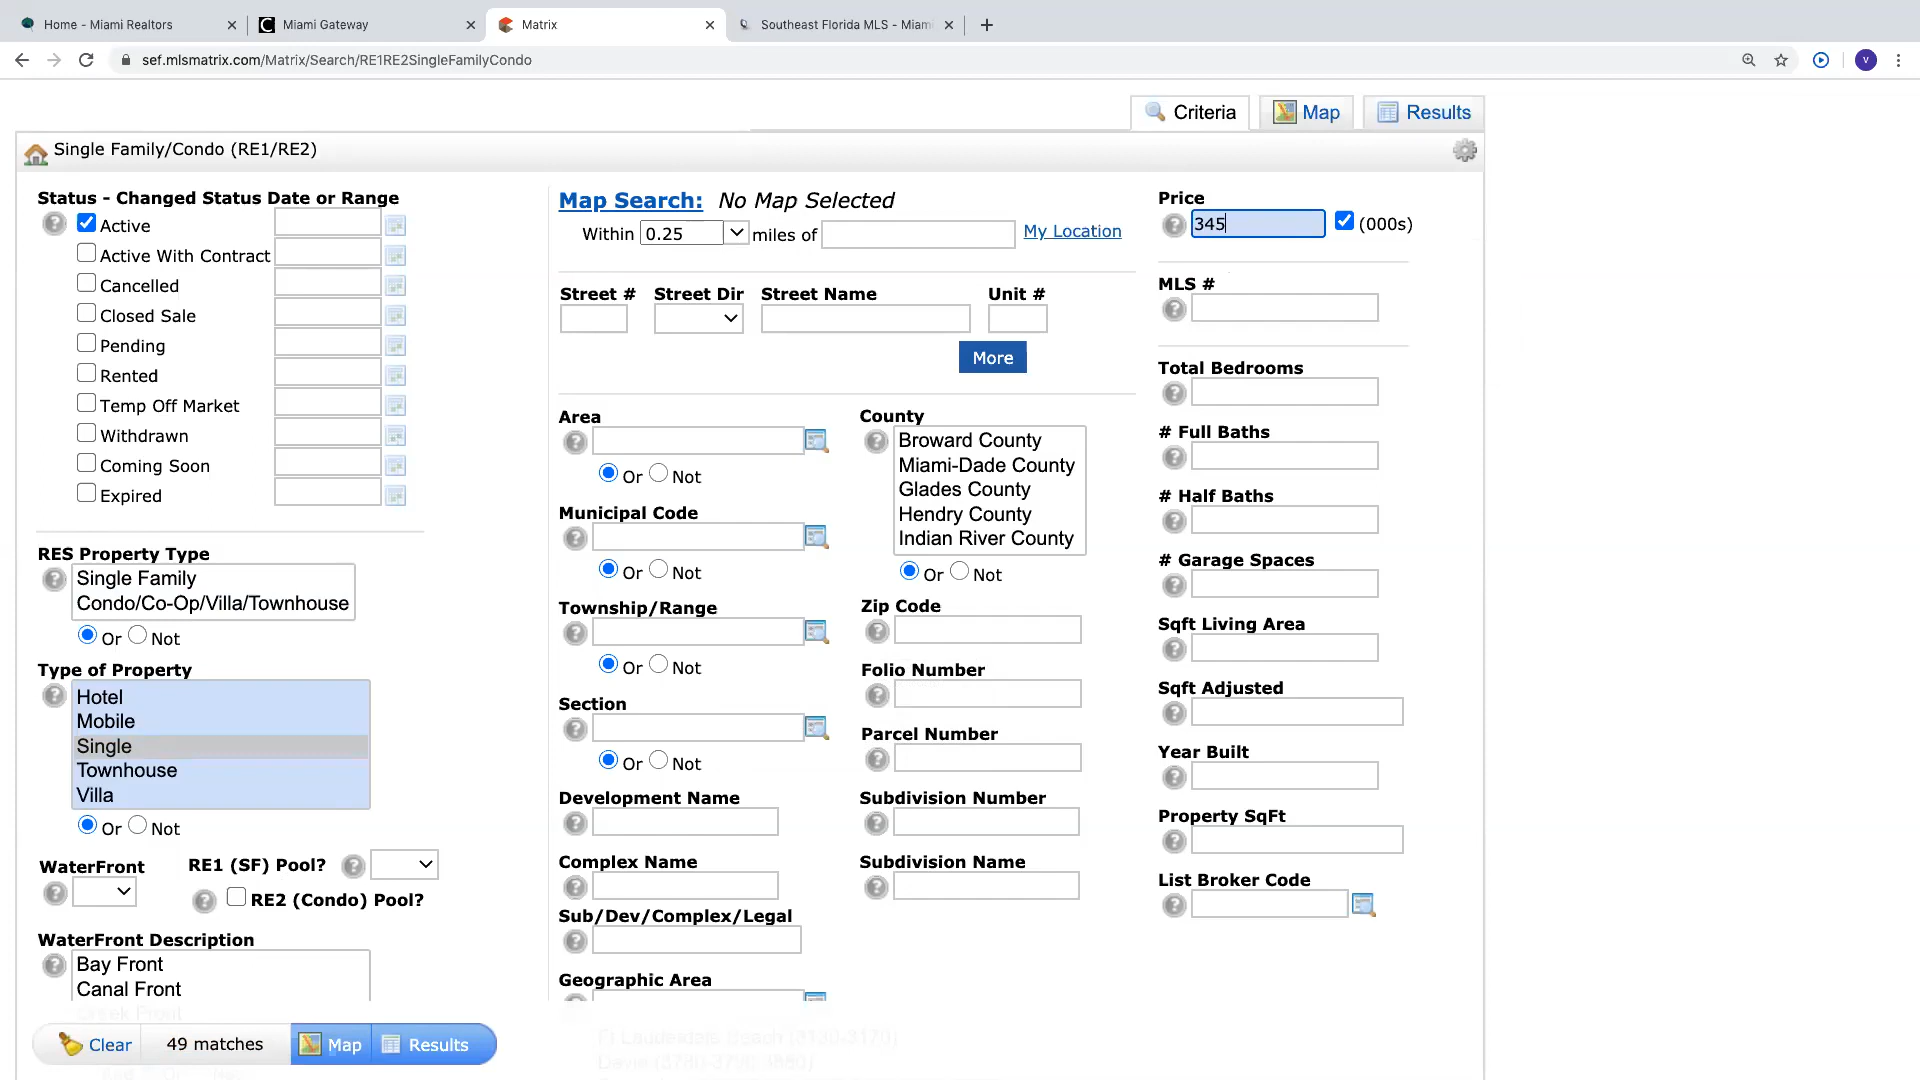 Home - Miami Realtors
Miami Gateway
Matrix
Southeast Florida MLS - Miam
sef.mlsmatrix.com/Matrix/Search/RE1RE2SingleFamilyCondo
v
Criteria
Map
Results
Single Family/Condo (RE1/RE2)
Status - Changed Status Date or Range
Active
Active With Contract
Cancelled
Closed Sale
Pending
Rented
Temp Off Market
Withdrawn
Coming Soon
Expired
RES Property Type
Single Family
Condo/Co-Op/Villa/Townhouse
Or Not
Type of Property
Hotel
Mobile
Single
Townhouse
Villa
Or Not
WaterFront
RE1 (SF) Pool?
RE2 (Condo) Pool?
WaterFront Description
Bay Front
Canal Front
Creek Front
Clear
49 matches
Map
Results
Map Search: No Map Selected
Within 0.25 miles of
My Location
Street # Street Dir Street Name Unit #
More
Area
Or Not
Municipal Code
Or Not
Township/Range
Or Not
Section
Or Not
Development Name
Complex Name
Sub/Dev/Complex/Legal
Geographic Area
Ft Lauderdale Beach (3130-3170)
County
Broward County
Miami-Dade County
Glades County
Hendry County
Indian River County
Or Not
Zip Code
Folio Number
Parcel Number
Subdivision Number
Subdivision Name
Price
345
(000s)
MLS #
Total Bedrooms
# Full Baths
# Half Baths
# Garage Spaces
Sqft Living Area
Sqft Adjusted
Year Built
Property SqFt
List Broker Code